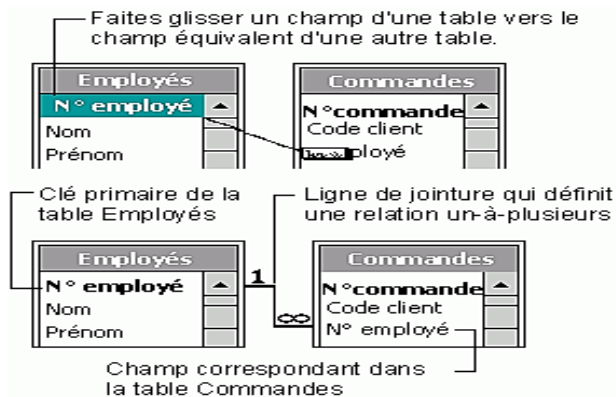 Faites glisser un champ d'une table vers le
champ équivalent d'une autre table.
Employés
N° employé
Nom
Prénom
Commandes
N°commande
Code client
ployé
Clé primaire de la
table Employés
Ligne de jointure qui définit
une relation un-à-plusieurs
Employés
N° employé
Nom
Prénom
1
∞
Commandes
N°commande
Code client
N° employé
Champ correspondant dans
la table Commandes